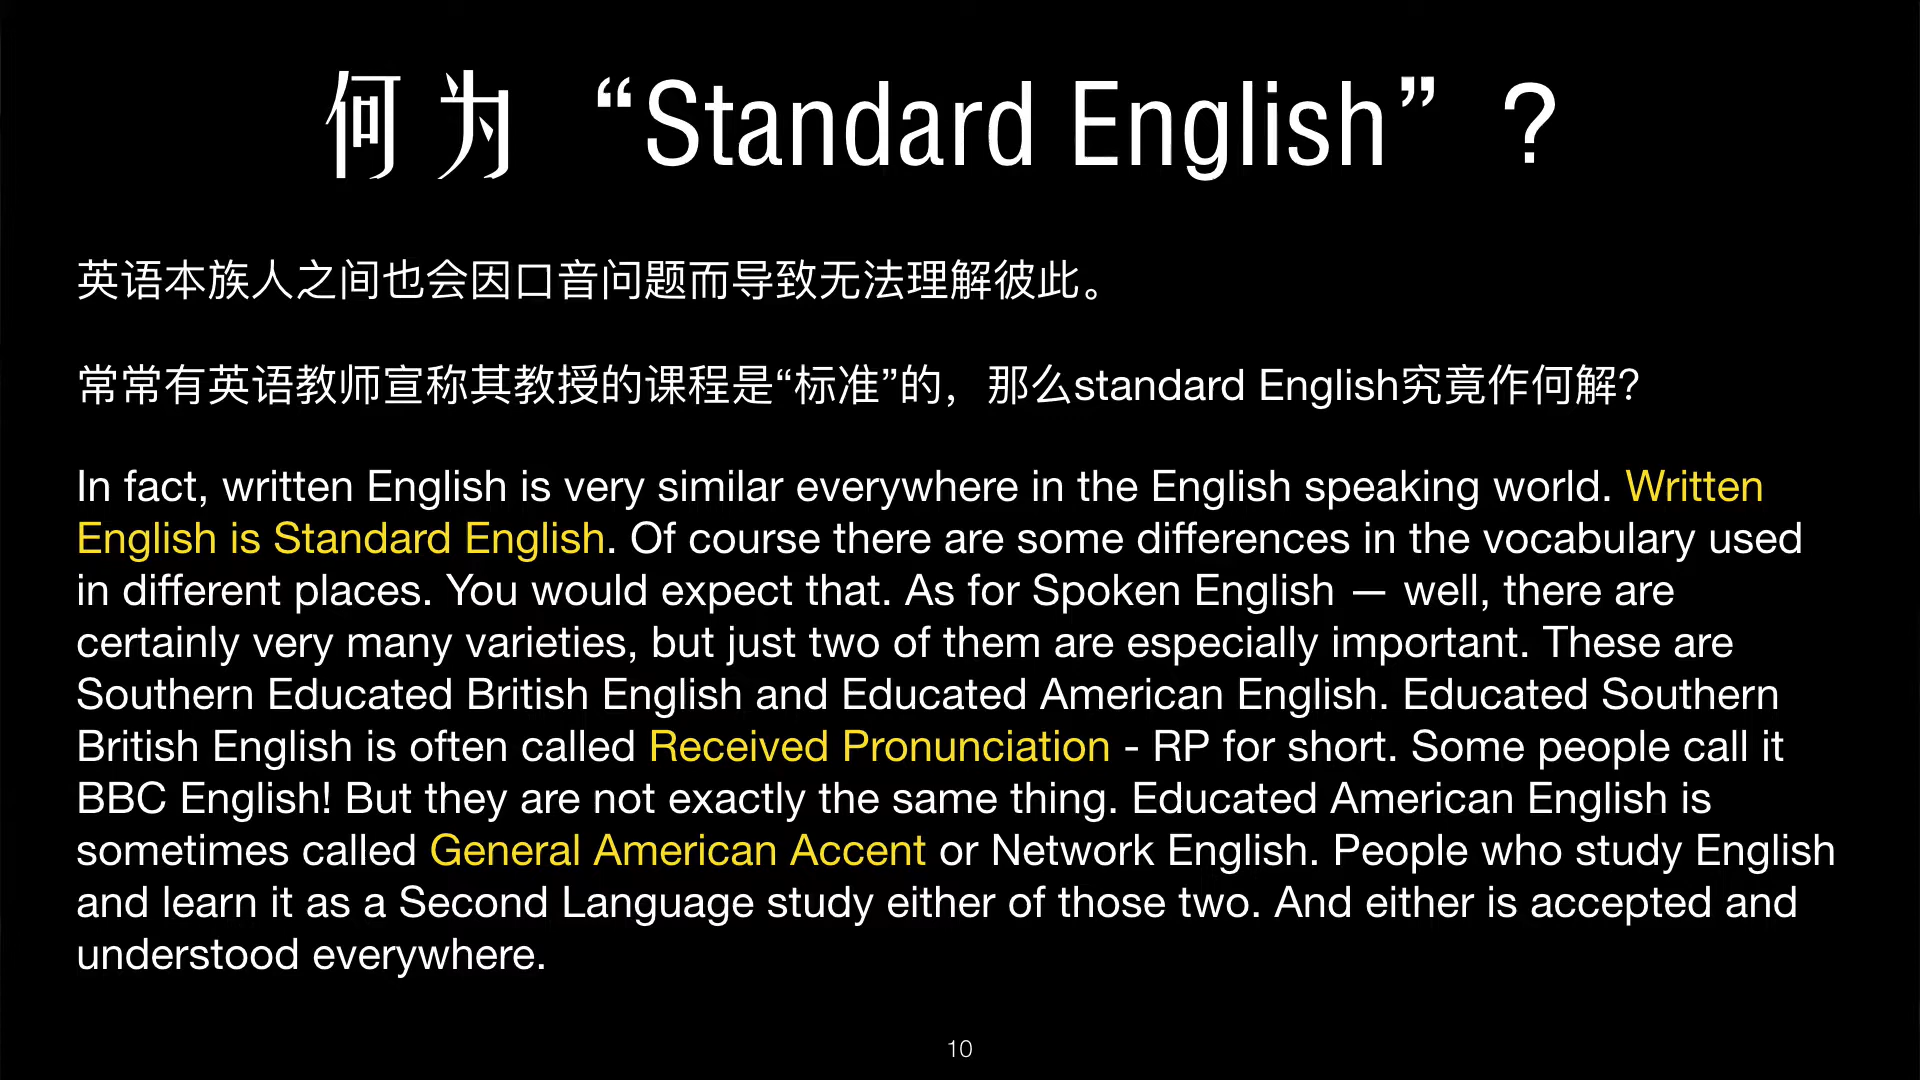 何为“Standard English”？
英语本族人之间也会因口音问题而导致无法理解彼此。
常常有英语教师宣称其教授的课程是“标准”的，那么standard English究竟作何解？
In fact, written English is very similar everywhere in the English speaking world. Written
English is Standard English. Of course there are some differences in the vocabulary used
in different places. You would expect that. As for Spoken English — well, there are
certainly very many varieties, but just two of them are especially important. These are
Southern Educated British English and Educated American English. Educated Southern
British English is often called Received Pronunciation - RP for short. Some people call it
BBC English! But they are not exactly the same thing. Educated American English is
sometimes called General American Accent or Network English. People who study English
and learn it as a Second Language study either of those two. And either is accepted and
understood everywhere.
10